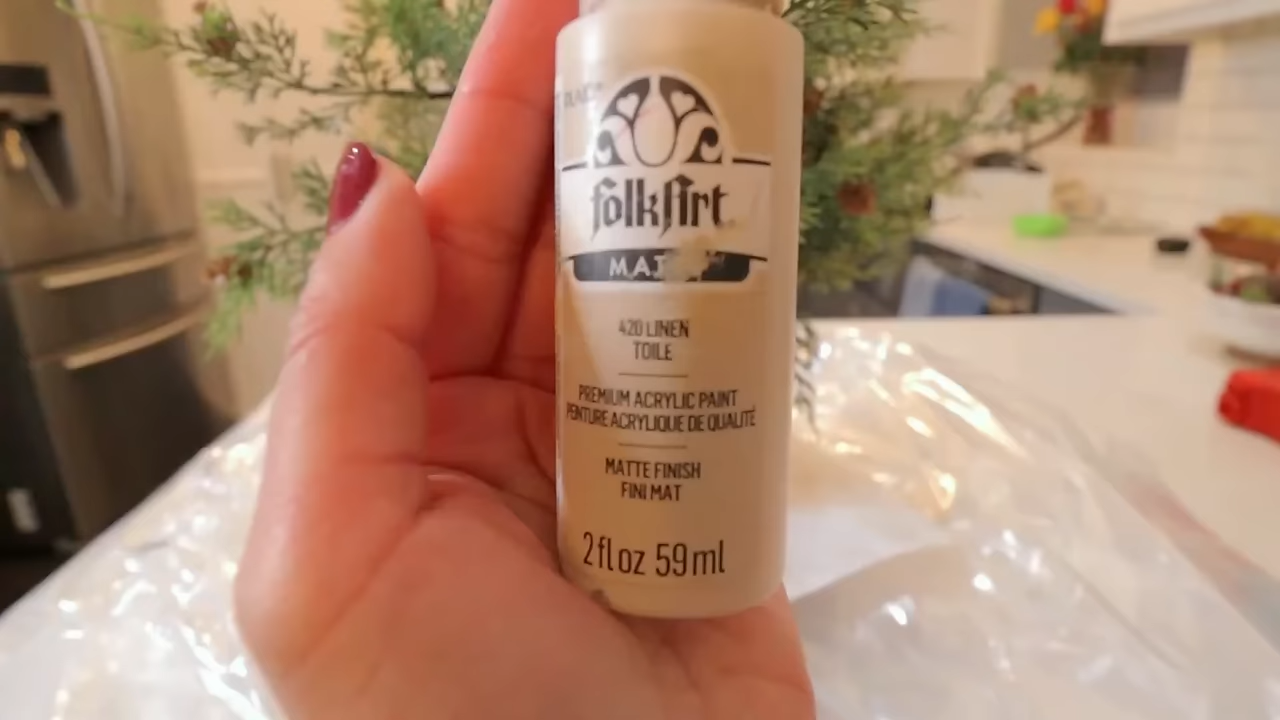 folkArt
420 LINEN
TOILE
PREMIUM ACRYLIC PAINT
PEINTURE ACRYLIQUE DE QUALITÉ
MATTE FINISH
FINI MAT
2 fl oz 59 ml